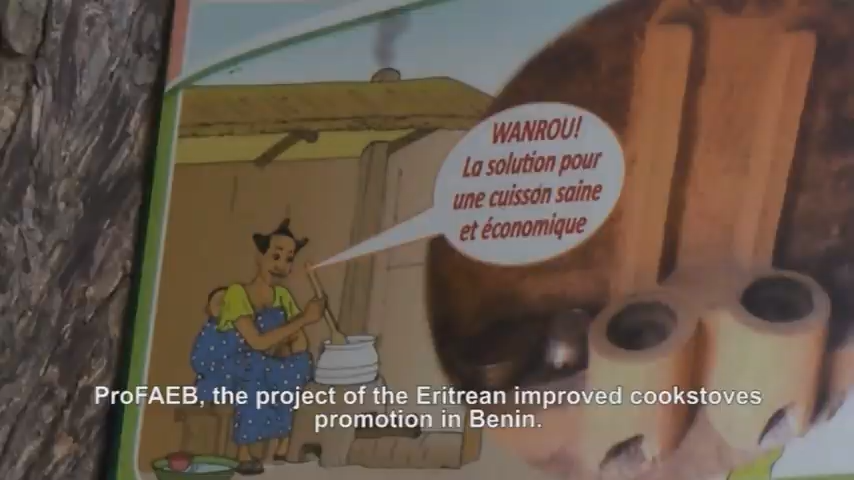 WANROU!
La solution pour
une cuisson saine
et économique
ProFAEB, the project of the Eritrean improved cookstoves
promotion in Benin.